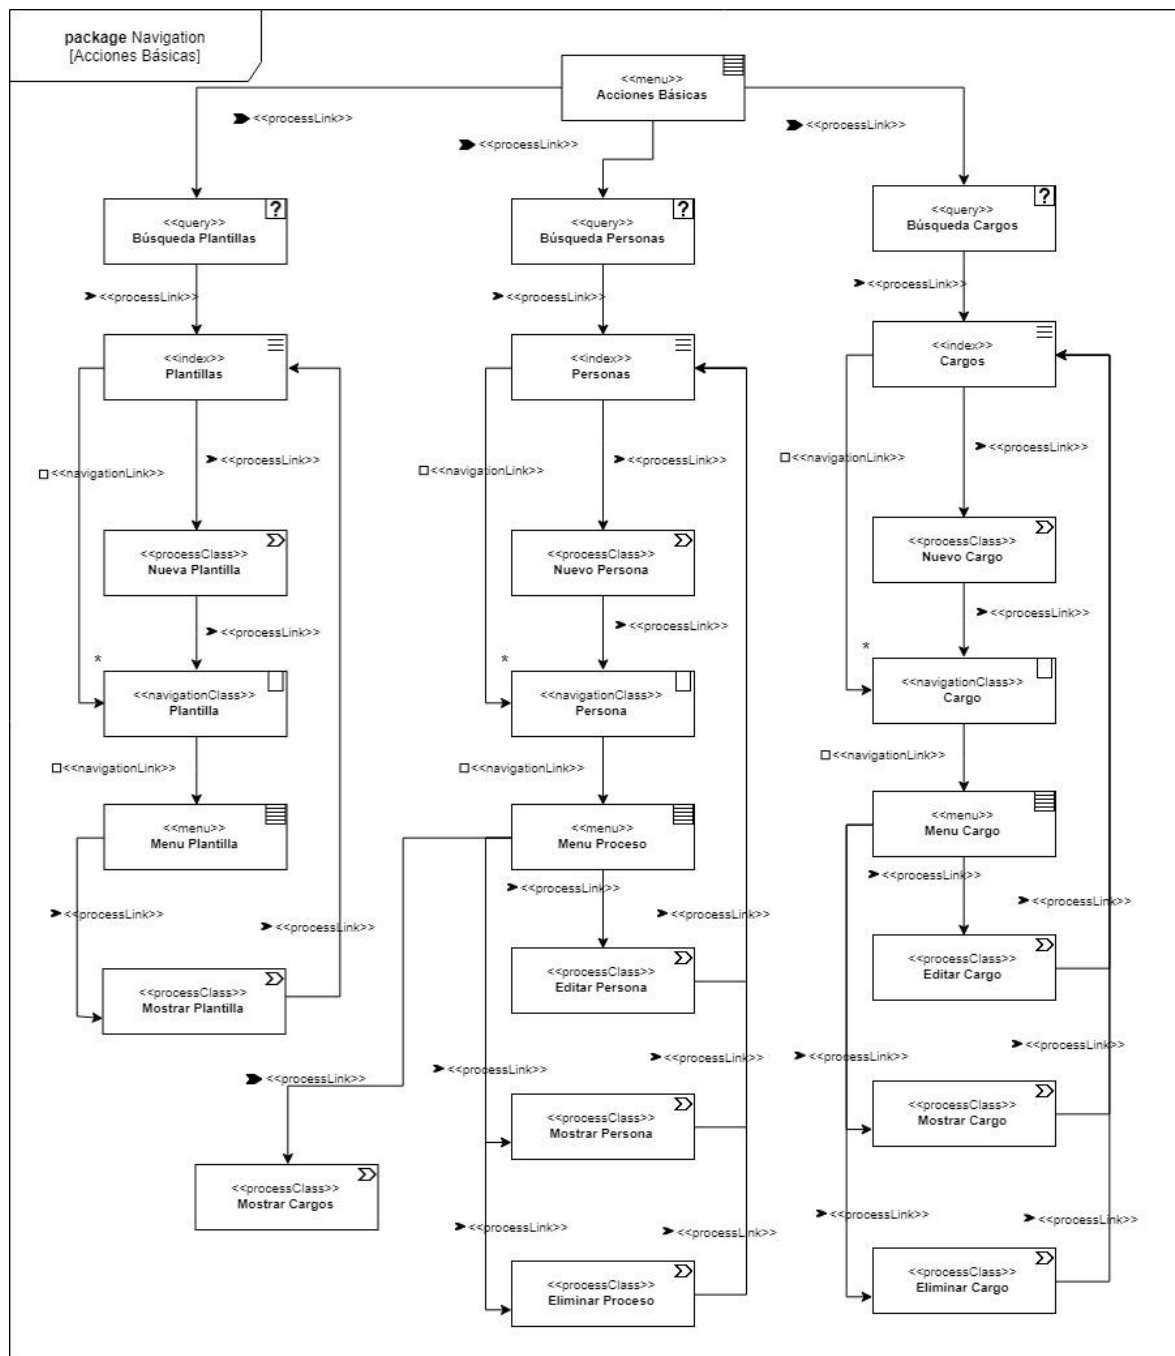 package Navigation
[Acciones Básicas]
<<menu>>
Acciones Básicas
<<processLink>>
<<processLink>>
<<processLink>>
<<query>>
Búsqueda Plantillas
<<query>>
Búsqueda Personas
<<query>>
Búsqueda Cargos
<<processLink>>
<<processLink>>
<<processLink>>
<<index>>
Plantillas
<<index>>
Personas
<<index>>
Cargos
<<navigationLink>>
<<processLink>>
<<navigationLink>>
<<processLink>>
<<navigationLink>>
<<processLink>>
<<processClass>>
Nueva Plantilla
<<processClass>>
Nuevo Persona
<<processClass>>
Nuevo Cargo
<<processLink>>
<<processLink>>
<<processLink>>
*
*
*
<<navigationClass>>
Plantilla
<<navigationClass>>
Persona
<<navigationClass>>
Cargo
<<navigationLink>>
<<navigationLink>>
<<navigationLink>>
<<menu>>
Menu Plantilla
<<menu>>
Menu Proceso
<<menu>>
Menu Cargo
<<processLink>>
<<processLink>>
<<processLink>>
<<processLink>>
<<processLink>>
<<processLink>>
<<processClass>>
Mostrar Plantilla
<<processClass>>
Editar Persona
<<processClass>>
Editar Cargo
<<processLink>>
<<processLink>>
<<processLink>>
<<processLink>>
<<processLink>>
<<processClass>>
Mostrar Cargos
<<processClass>>
Mostrar Persona
<<processClass>>
Mostrar Cargo
<<processLink>>
<<processLink>>
<<processLink>>
<<processLink>>
<<processClass>>
Eliminar Proceso
<<processClass>>
Eliminar Cargo